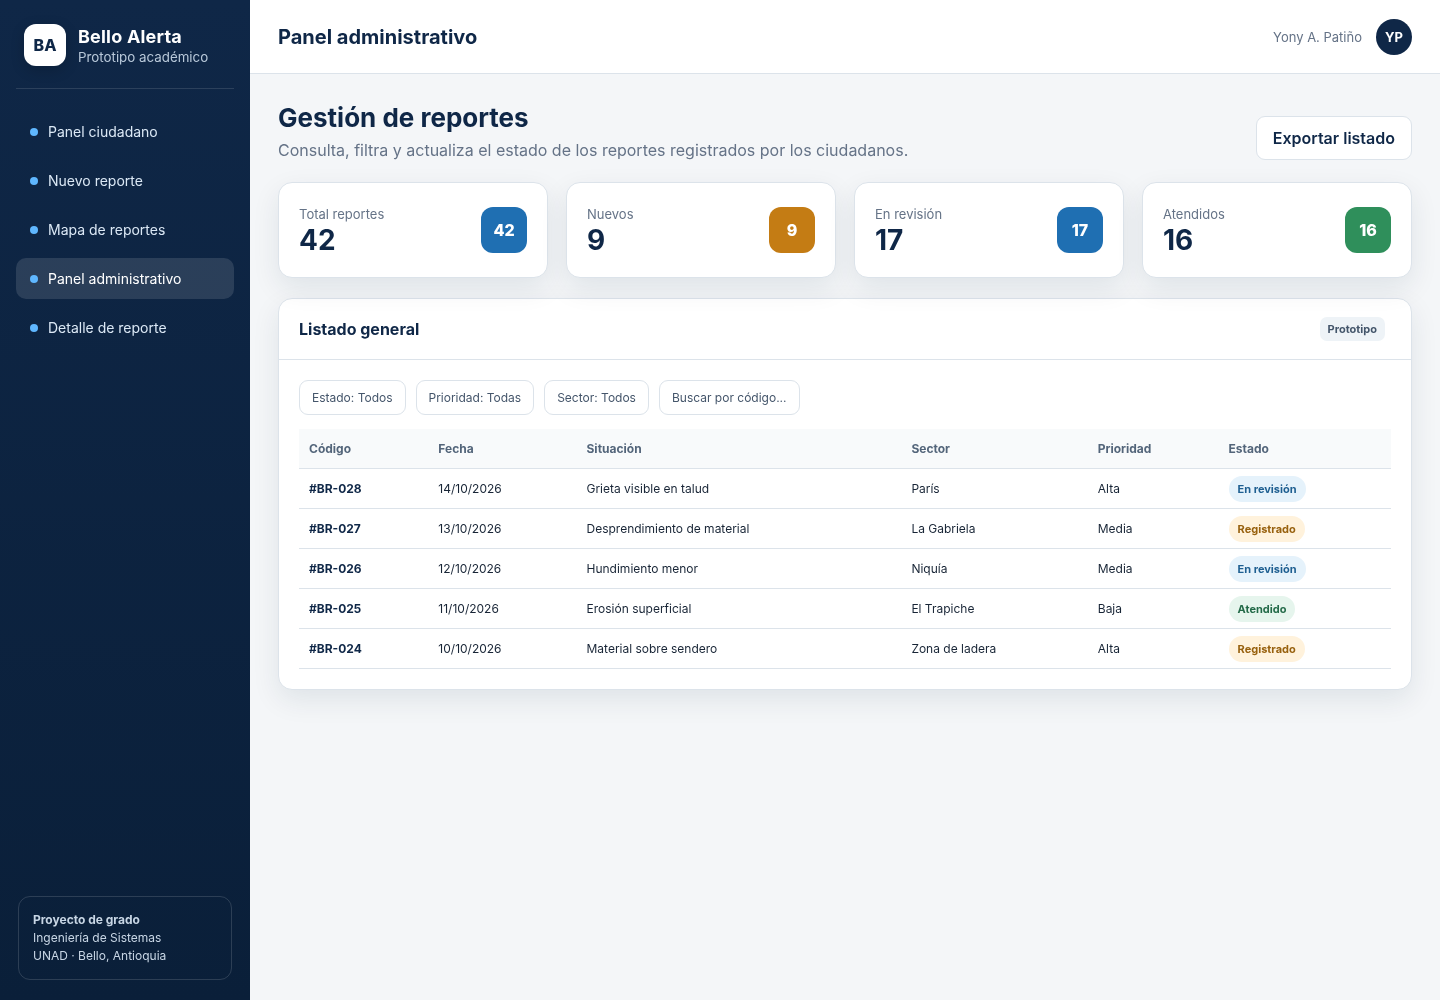 BA
Bello Alerta
Prototipo académico
Panel ciudadano
Nuevo reporte
Mapa de reportes
Panel administrativo
Detalle de reporte
Proyecto de grado
Ingeniería de Sistemas
UNAD · Bello, Antioquia
Panel administrativo
Yony A. Patiño YP
Gestión de reportes
Consulta, filtra y actualiza el estado de los reportes registrados por los ciudadanos.
Exportar listado
Total reportes
42
42
Nuevos
9
9
En revisión
17
17
Atendidos
16
16
Listado general
Prototipo
Estado: Todos Prioridad: Todas Sector: Todos Buscar por código...
Código Fecha Situación Sector Prioridad Estado
#BR-028 14/10/2026 Grieta visible en talud París Alta En revisión
#BR-027 13/10/2026 Desprendimiento de material La Gabriela Media Registrado
#BR-026 12/10/2026 Hundimiento menor Niquía Media En revisión
#BR-025 11/10/2026 Erosión superficial El Trapiche Baja Atendido
#BR-024 10/10/2026 Material sobre sendero Zona de ladera Alta Registrado